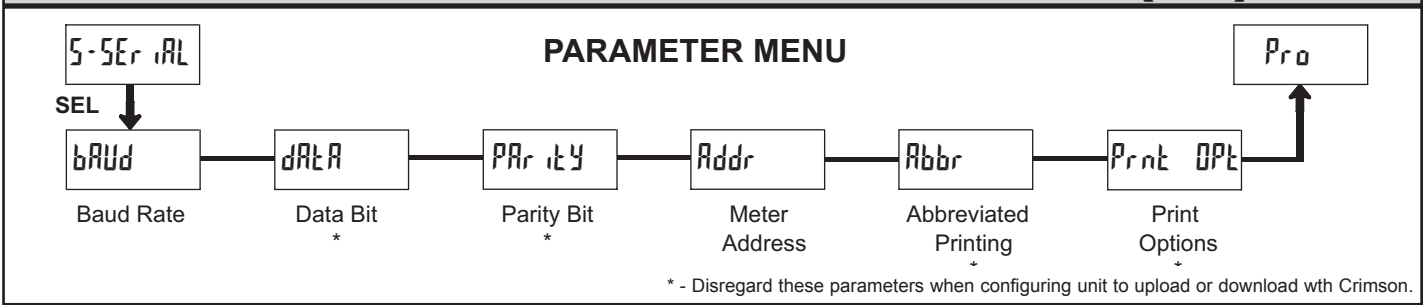 PARAMETER MENU
5-SEr iAL
Pro
SEL
bAUd
dAtA
PAr itY
Addr
Abbr
Prnt OPt
Baud Rate
Data Bit
*
Parity Bit
*
Meter
Address
Abbreviated
Printing
*
Print
Options
*
* - Disregard these parameters when configuring unit to upload or download wth Crimson.